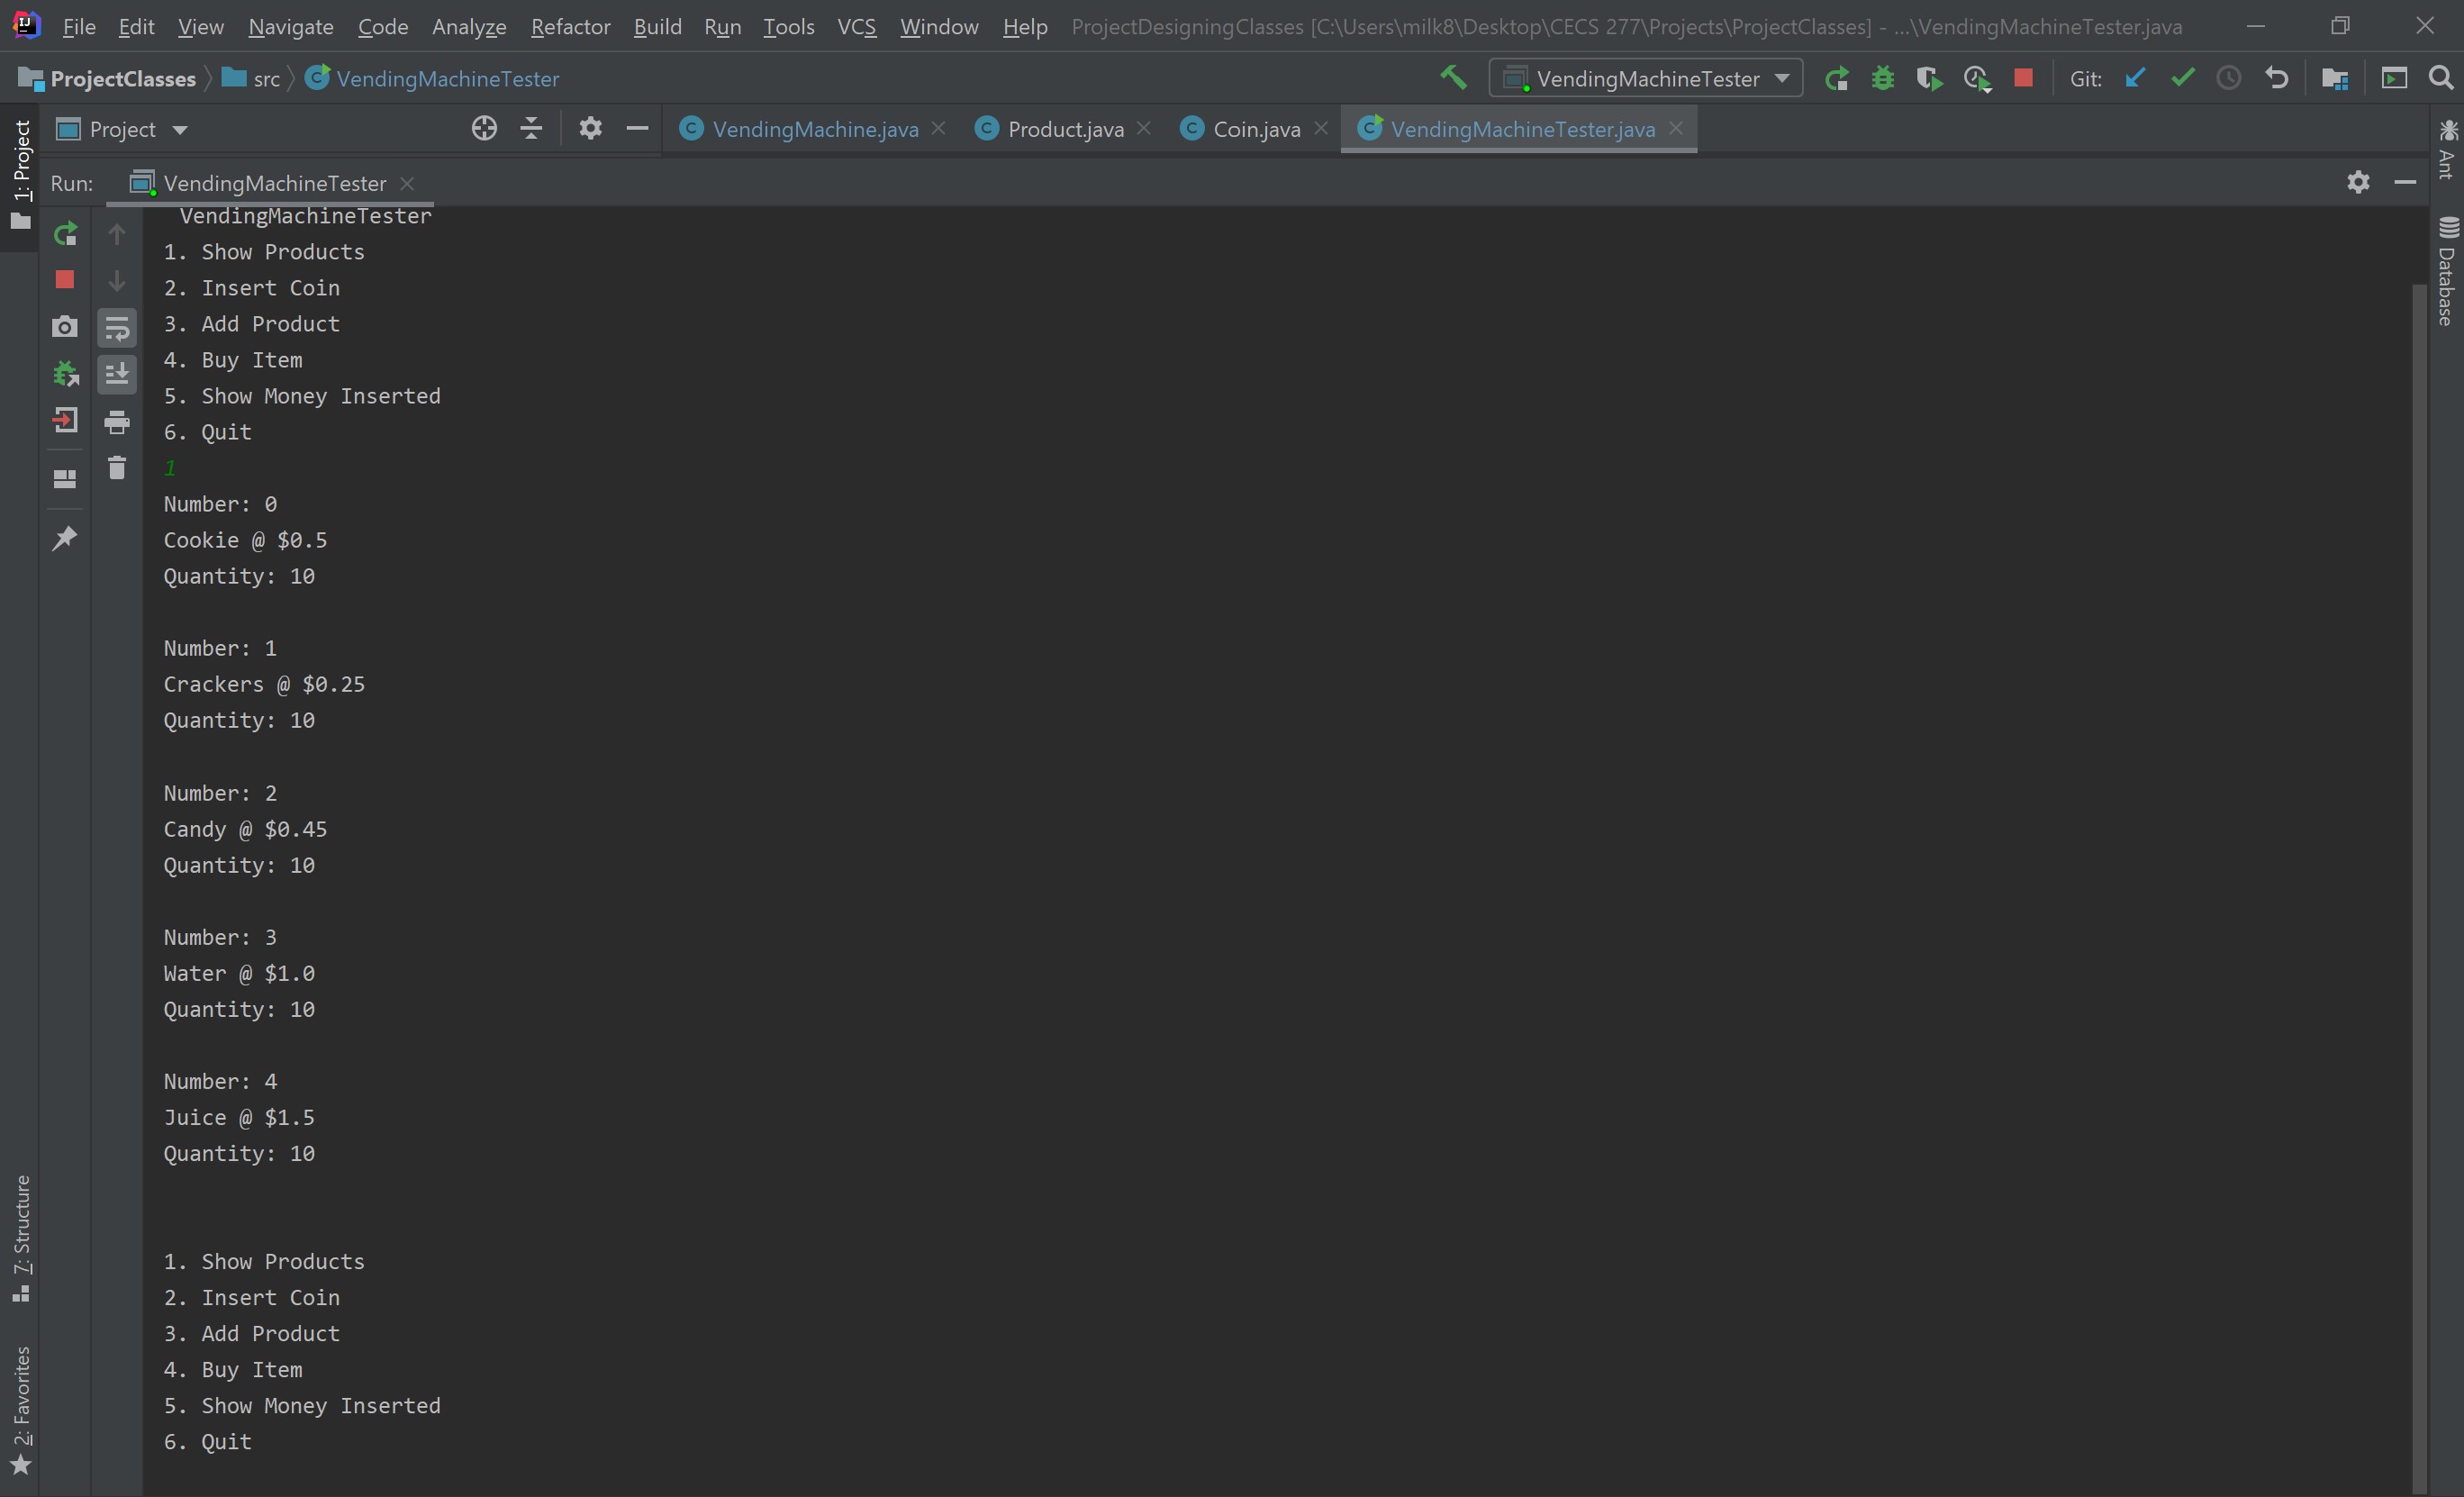 File Edit View Navigate Code Analyze Refactor Build Run Tools VCS Window Help ProjectDesigningClasses [C:\Users\milk8\Desktop\CECS 277\Projects\ProjectClasses] - ...\VendingMachineTester.java
ProjectClasses src VendingMachineTester VendingMachineTester Git:
Project VendingMachine.java Product.java Coin.java VendingMachineTester.java
Run: VendingMachineTester
1: Project
7: Structure
2: Favorites
Ant
Database
VendingMachineTester
1. Show Products
2. Insert Coin
3. Add Product
4. Buy Item
5. Show Money Inserted
6. Quit
1
Number: 0
Cookie @ $0.5
Quantity: 10
Number: 1
Crackers @ $0.25
Quantity: 10
Number: 2
Candy @ $0.45
Quantity: 10
Number: 3
Water @ $1.0
Quantity: 10
Number: 4
Juice @ $1.5
Quantity: 10
1. Show Products
2. Insert Coin
3. Add Product
4. Buy Item
5. Show Money Inserted
6. Quit